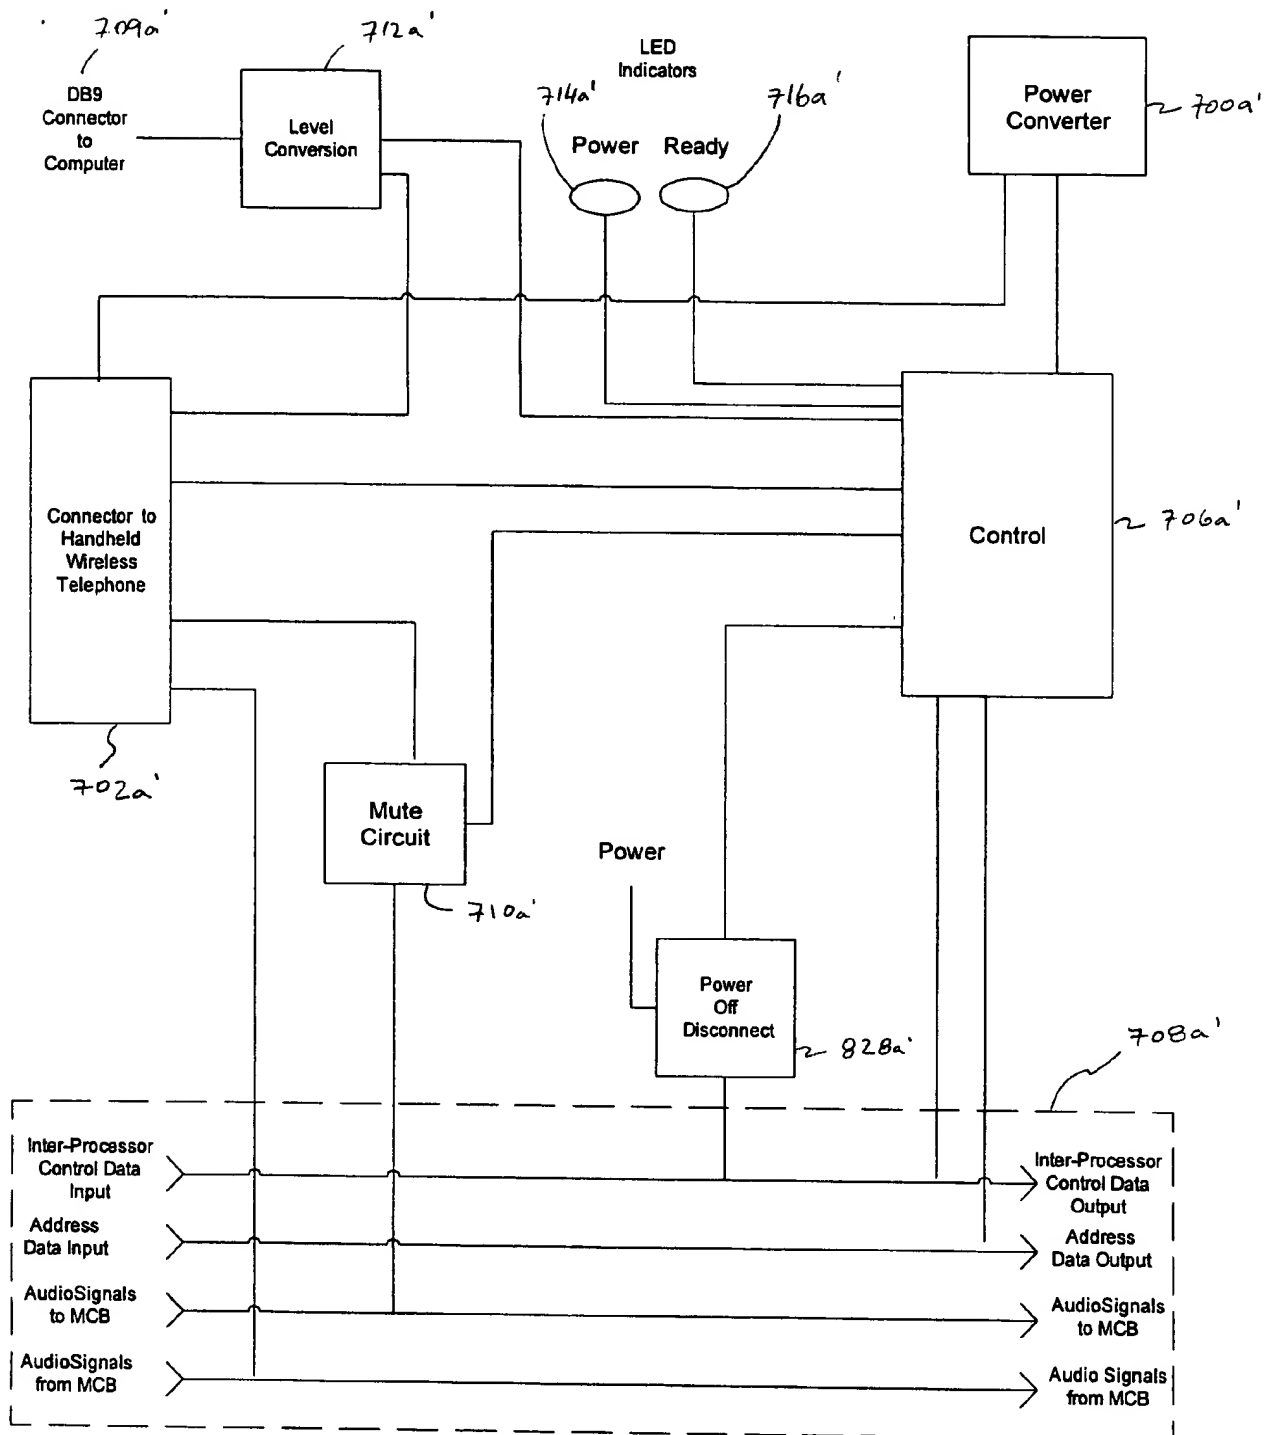 709a'
712a'
LED
Indicators
714a'
716a'
DB9
Connector
to
Computer
Level
Conversion
Power
Ready
Power
Converter
700a'
Connector to
Handheld
Wireless
Telephone
Control
706a'
702a'
Mute
Circuit
710a'
Power
Power
Off
Disconnect
828a'
708a'
Inter-Processor
Control Data
Input
Inter-Processor
Control Data
Output
Address
Data Input
Address
Data Output
AudioSignals
to MCB
AudioSignals
to MCB
AudioSignals
from MCB
Audio Signals
from MCB